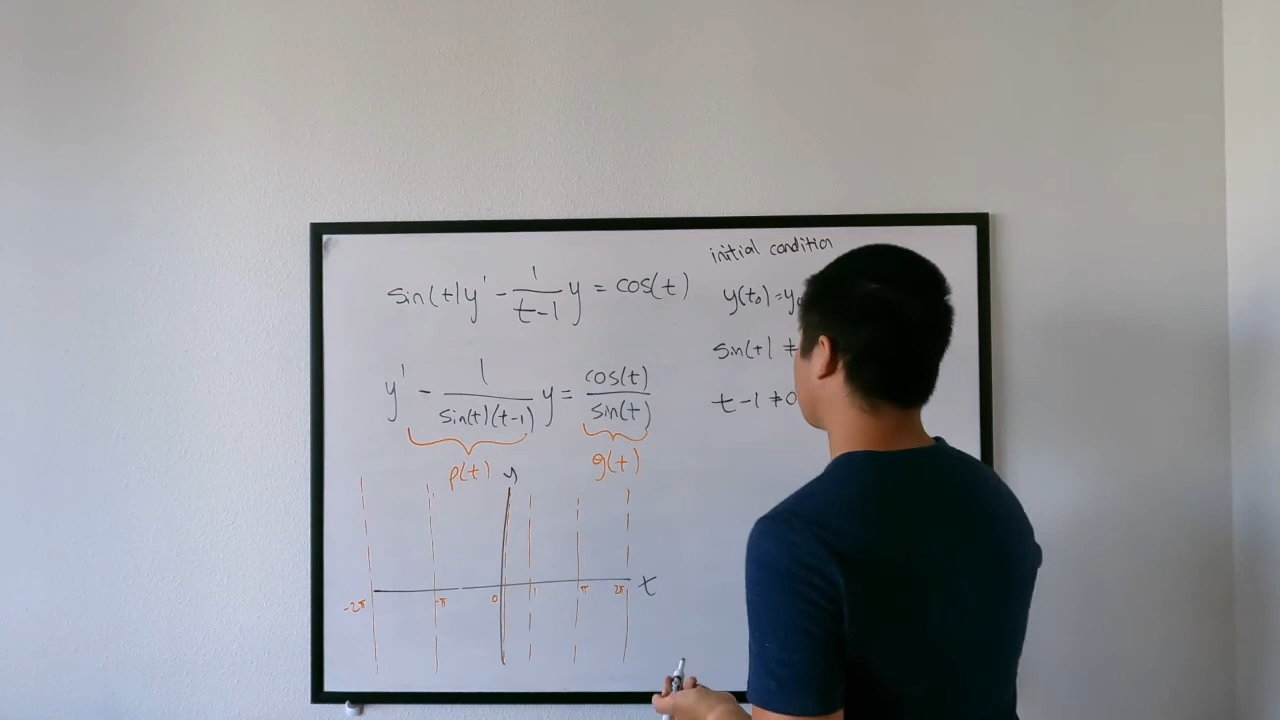 initial condition
sin(t)y' - 1/(t-1) y = cos(t)
y(t₀)=y₀
sin(t) ≠
y' - 1/(sin(t)(t-1)) y = cos(t)/sin(t)
t-1≠0
p(t)
g(t)
y
t
-2π -π 0 1 π 2π